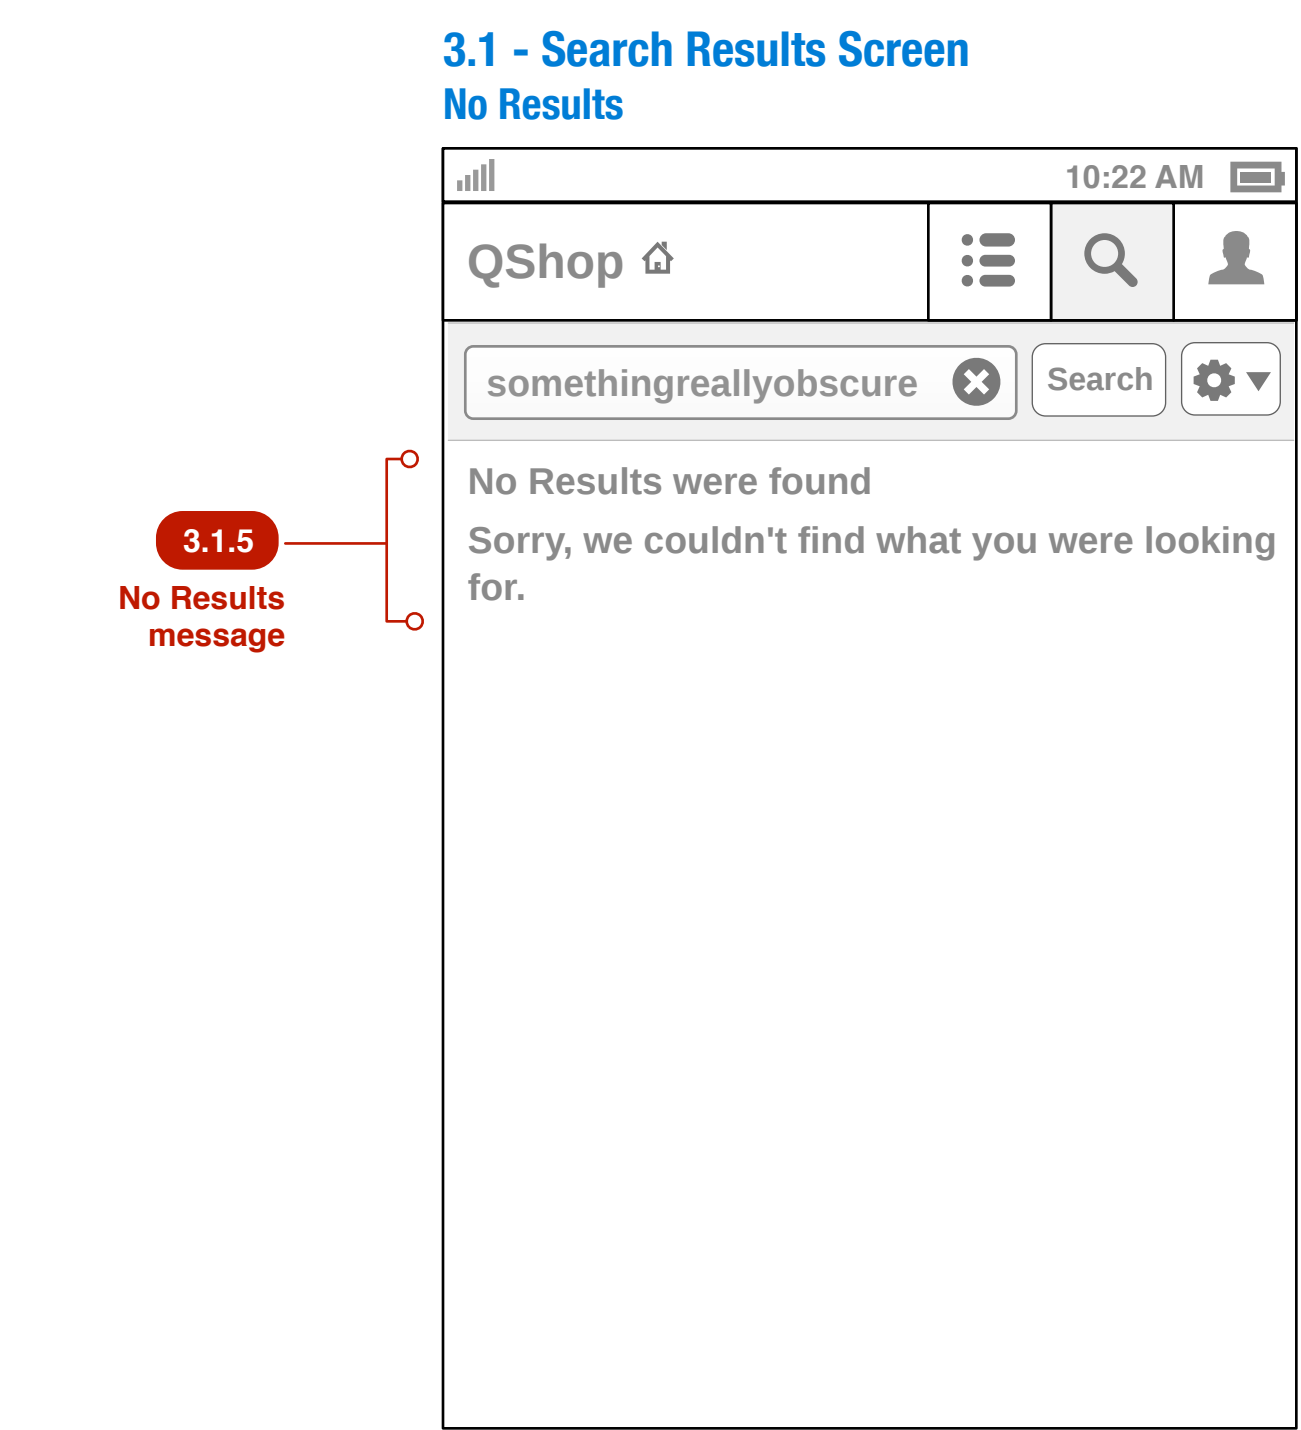 3.1 - Search Results Screen
No Results
10:22 AM
QShop
somethingreallyobscure
Search
No Results were found
Sorry, we couldn't find what you were looking
for.
3.1.5
No Results
message